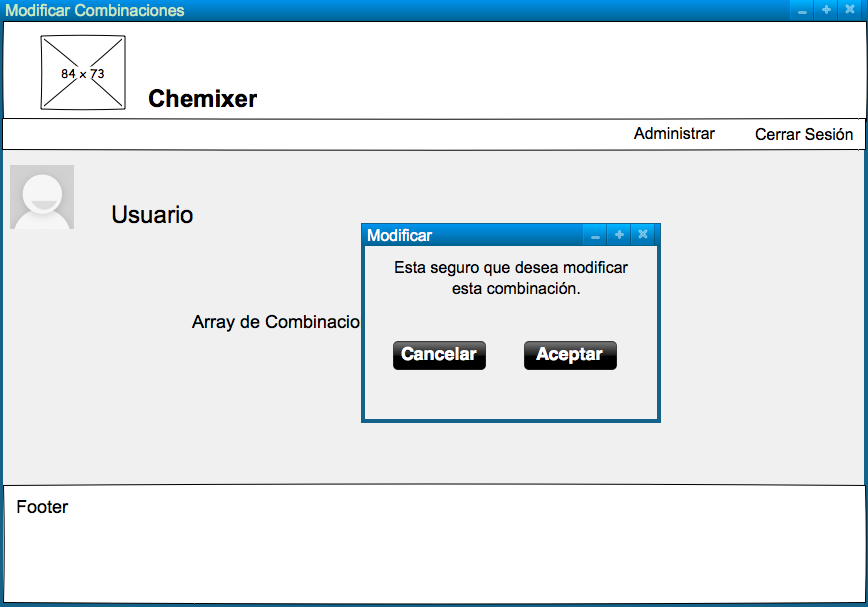 Modificar Combinaciones
84 x 73
Chemixer
Administrar
Cerrar Sesión
Usuario
Modificar
Esta seguro que desea modificar
esta combinación.
Array de Combinacio
Cancelar
Aceptar
Footer